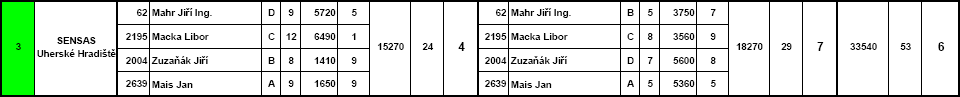 62 Mahr Jiří Ing. D 9 5720 5 62 Mahr Jiří Ing. B 5 3750 7
3 SENSAS Uherské Hradiště 2195 Macka Libor C 12 6490 1 15270 24 4 2195 Macka Libor C 8 3560 9 18270 29 7 33540 53 6
2004 Zuzaňák Jiří B 8 1410 9 2004 Zuzaňák Jiří D 7 5600 8
2639 Mais Jan A 9 1650 9 2639 Mais Jan A 5 5360 5